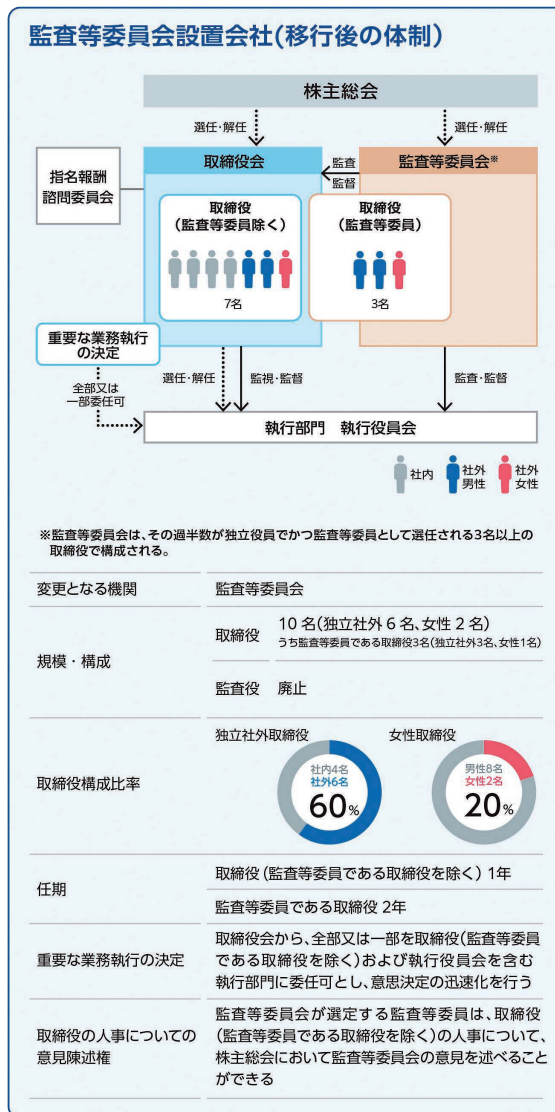 監査等委員会設置会社(移行後の体制)
株主総会
選任・解任
選任・解任
指名報酬
諮問委員会
取締役会
監査
監督
監査等委員会※
取締役
(監査等委員除く)
7名
取締役
(監査等委員)
3名
重要な業務執行
の決定
全部又は
一部委任可
選任・解任
監視・監督
監査・監督
執行部門 執行役員会
社内
社外
男性
社外
女性
※監査等委員会は、その過半数が独立役員でかつ監査等委員として選任される3名以上の
取締役で構成される。
変更となる機関
監査等委員会
規模・構成
取締役
10名(独立社外6名、女性2名)
うち監査等委員である取締役3名(独立社外3名、女性1名)
監査役 廃止
取締役構成比率
独立社外取締役
社内4名
社外6名
60%
女性取締役
男性8名
女性2名
20%
任期
取締役(監査等委員である取締役を除く) 1年
監査等委員である取締役 2年
重要な業務執行の決定
取締役会から、全部又は一部を取締役(監査等委員
である取締役を除く)および執行役員会を含む
執行部門に委任可とし、意思決定の迅速化を行う
取締役の人事についての
意見陳述権
監査等委員会が選定する監査等委員は、取締役
(監査等委員である取締役を除く)の人事について、
株主総会において監査等委員会の意見を述べること
ができる